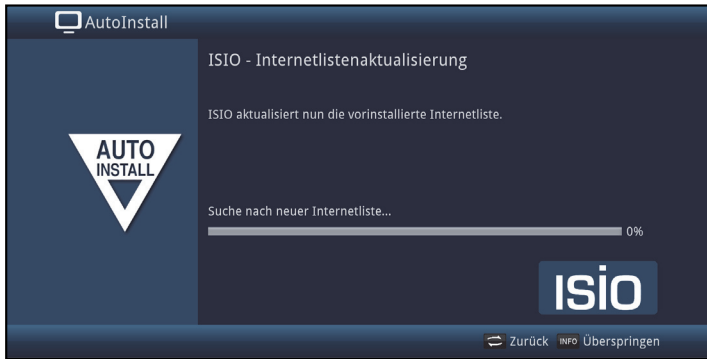 AutoInstall
ISIO - Internetlistenaktualisierung
ISIO aktualisiert nun die vorinstallierte Internetliste.
AUTO
INSTALL
Suche nach neuer Internetliste...
0%
ISIO
Zurück INFO Überspringen